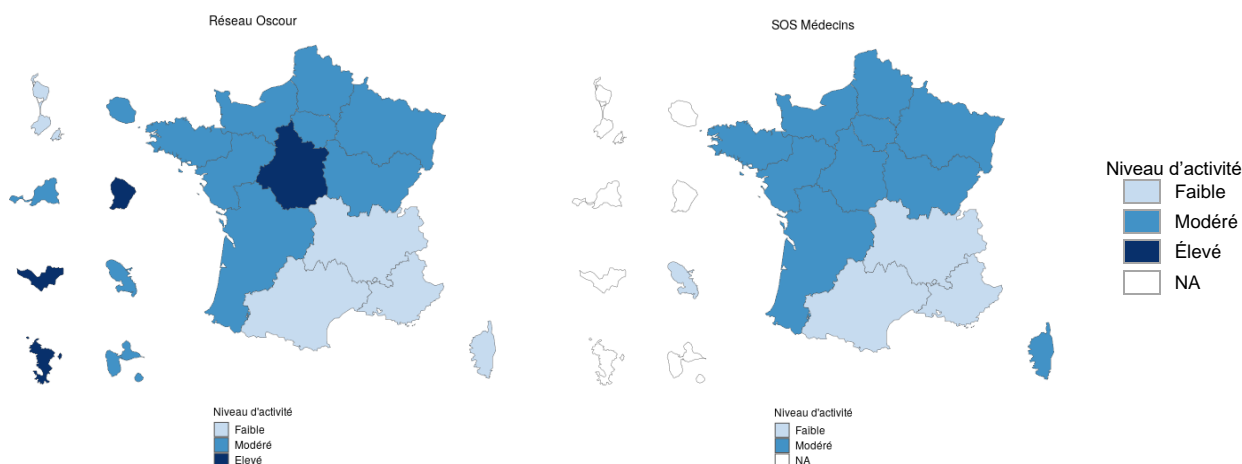 Réseau Oscour
SOS Médecins
Niveau d'activité
Faible
Modéré
Elevé
Niveau d'activité
Faible
Modéré
NA
Niveau d'activité
Faible
Modéré
Élevé
NA